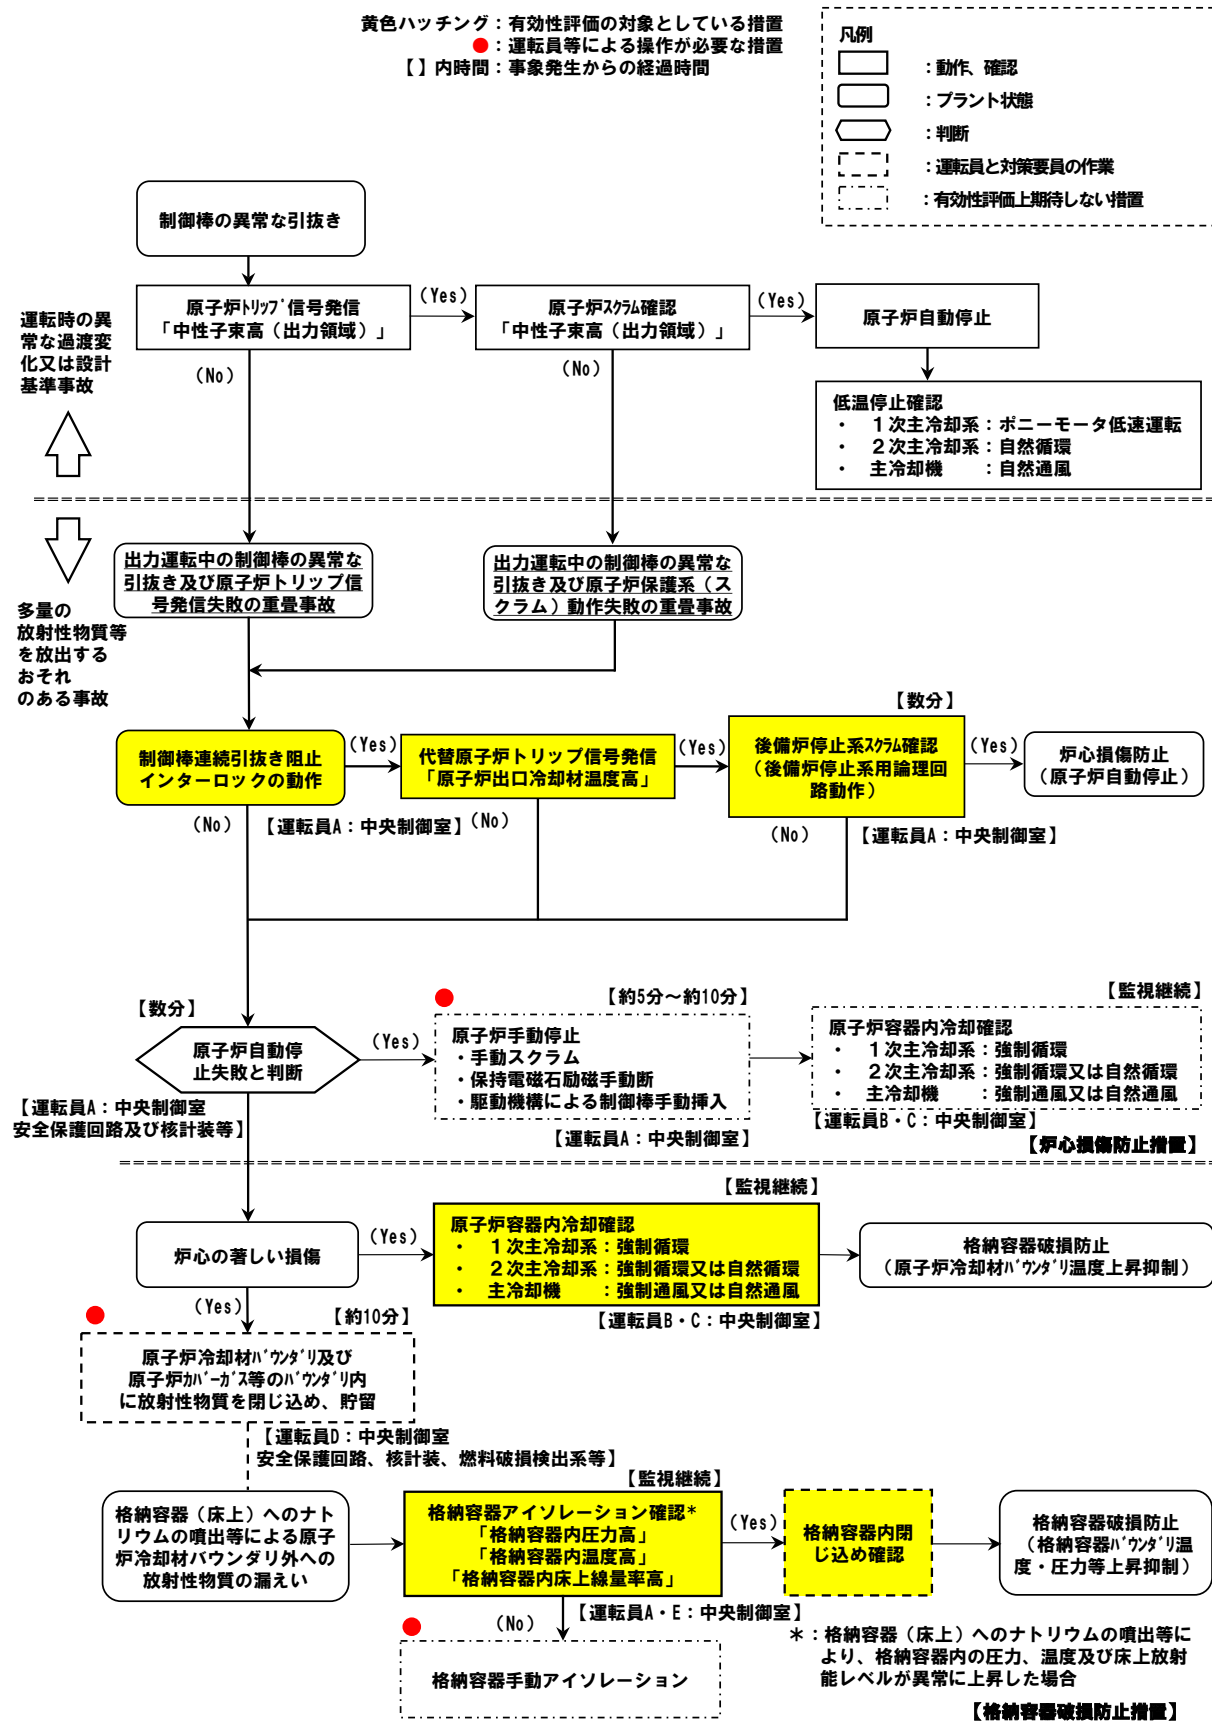 黄色ハッチング：有効性評価の対象としている措置
●：運転員等による操作が必要な措置
【 】内時間：事象発生からの経過時間
凡例
：動作、確認
：プラント状態
：判断
：運転員と対策要員の作業
：有効性評価上期待しない措置
制御棒の異常な引抜き
原子炉ﾄﾘｯﾌﾟ信号発信
「中性子束高（出力領域）」
（Yes）
原子炉ｽｸﾗﾑ確認
「中性子束高（出力領域）」
（Yes）
原子炉自動停止
（No）
（No）
運転時の異
常な過渡変
化又は設計
基準事故
低温停止確認
・ １次主冷却系：ポニーモータ低速運転
・ ２次主冷却系：自然循環
・ 主冷却機 ：自然通風
多量の
放射性物質等
を放出する
おそれ
のある事故
出力運転中の制御棒の異常な
引抜き及び原子炉トリップ信
号発信失敗の重畳事故
出力運転中の制御棒の異常な
引抜き及び原子炉保護系（ス
クラム）動作失敗の重畳事故
【数分】
制御棒連続引抜き阻止
インターロックの動作
（Yes）
代替原子炉トリップ信号発信
「原子炉出口冷却材温度高」
（Yes）
後備炉停止系ｽｸﾗﾑ確認
（後備炉停止系用論理回
路動作）
（Yes）
炉心損傷防止
（原子炉自動停止）
（No）
【運転員A：中央制御室】
（No）
（No）
【運転員A：中央制御室】
【数分】
原子炉自動停
止失敗と判断
（Yes）
【約5分～約10分】
原子炉手動停止
・手動スクラム
・保持電磁石励磁手動断
・駆動機構による制御棒手動挿入
【運転員A：中央制御室】
【監視継続】
原子炉容器内冷却確認
・ １次主冷却系：強制循環
・ ２次主冷却系：強制循環又は自然循環
・ 主冷却機 ：強制通風又は自然通風
【運転員B・C：中央制御室】
【運転員A：中央制御室
安全保護回路及び核計装等】
【炉心損傷防止措置】
【監視継続】
炉心の著しい損傷
（Yes）
原子炉容器内冷却確認
・ １次主冷却系：強制循環
・ ２次主冷却系：強制循環又は自然循環
・ 主冷却機 ：強制通風又は自然通風
【運転員B・C：中央制御室】
格納容器破損防止
（原子炉冷却材ﾊﾞｳﾝﾀﾞﾘ温度上昇抑制）
（Yes）
【約10分】
原子炉冷却材ﾊﾞｳﾝﾀﾞﾘ及び
原子炉ｶﾊﾞｰｶﾞｽ等のﾊﾞｳﾝﾀﾞﾘ内
に放射性物質を閉じ込め、貯留
【運転員D：中央制御室
安全保護回路、核計装、燃料破損検出系等】
【監視継続】
格納容器（床上）へのナト
リウムの噴出等による原子
炉冷却材バウンダリ外への
放射性物質の漏えい
格納容器アイソレーション確認*
「格納容器内圧力高」
「格納容器内温度高」
「格納容器内床上線量率高」
（Yes）
格納容器内閉
じ込め確認
格納容器破損防止
（格納容器ﾊﾞｳﾝﾀﾞﾘ温
度・圧力等上昇抑制）
（No）
【運転員A・E：中央制御室】
格納容器手動アイソレーション
＊：格納容器（床上）へのナトリウムの噴出等に
より、格納容器内の圧力、温度及び床上放射
能レベルが異常に上昇した場合
【格納容器破損防止措置】